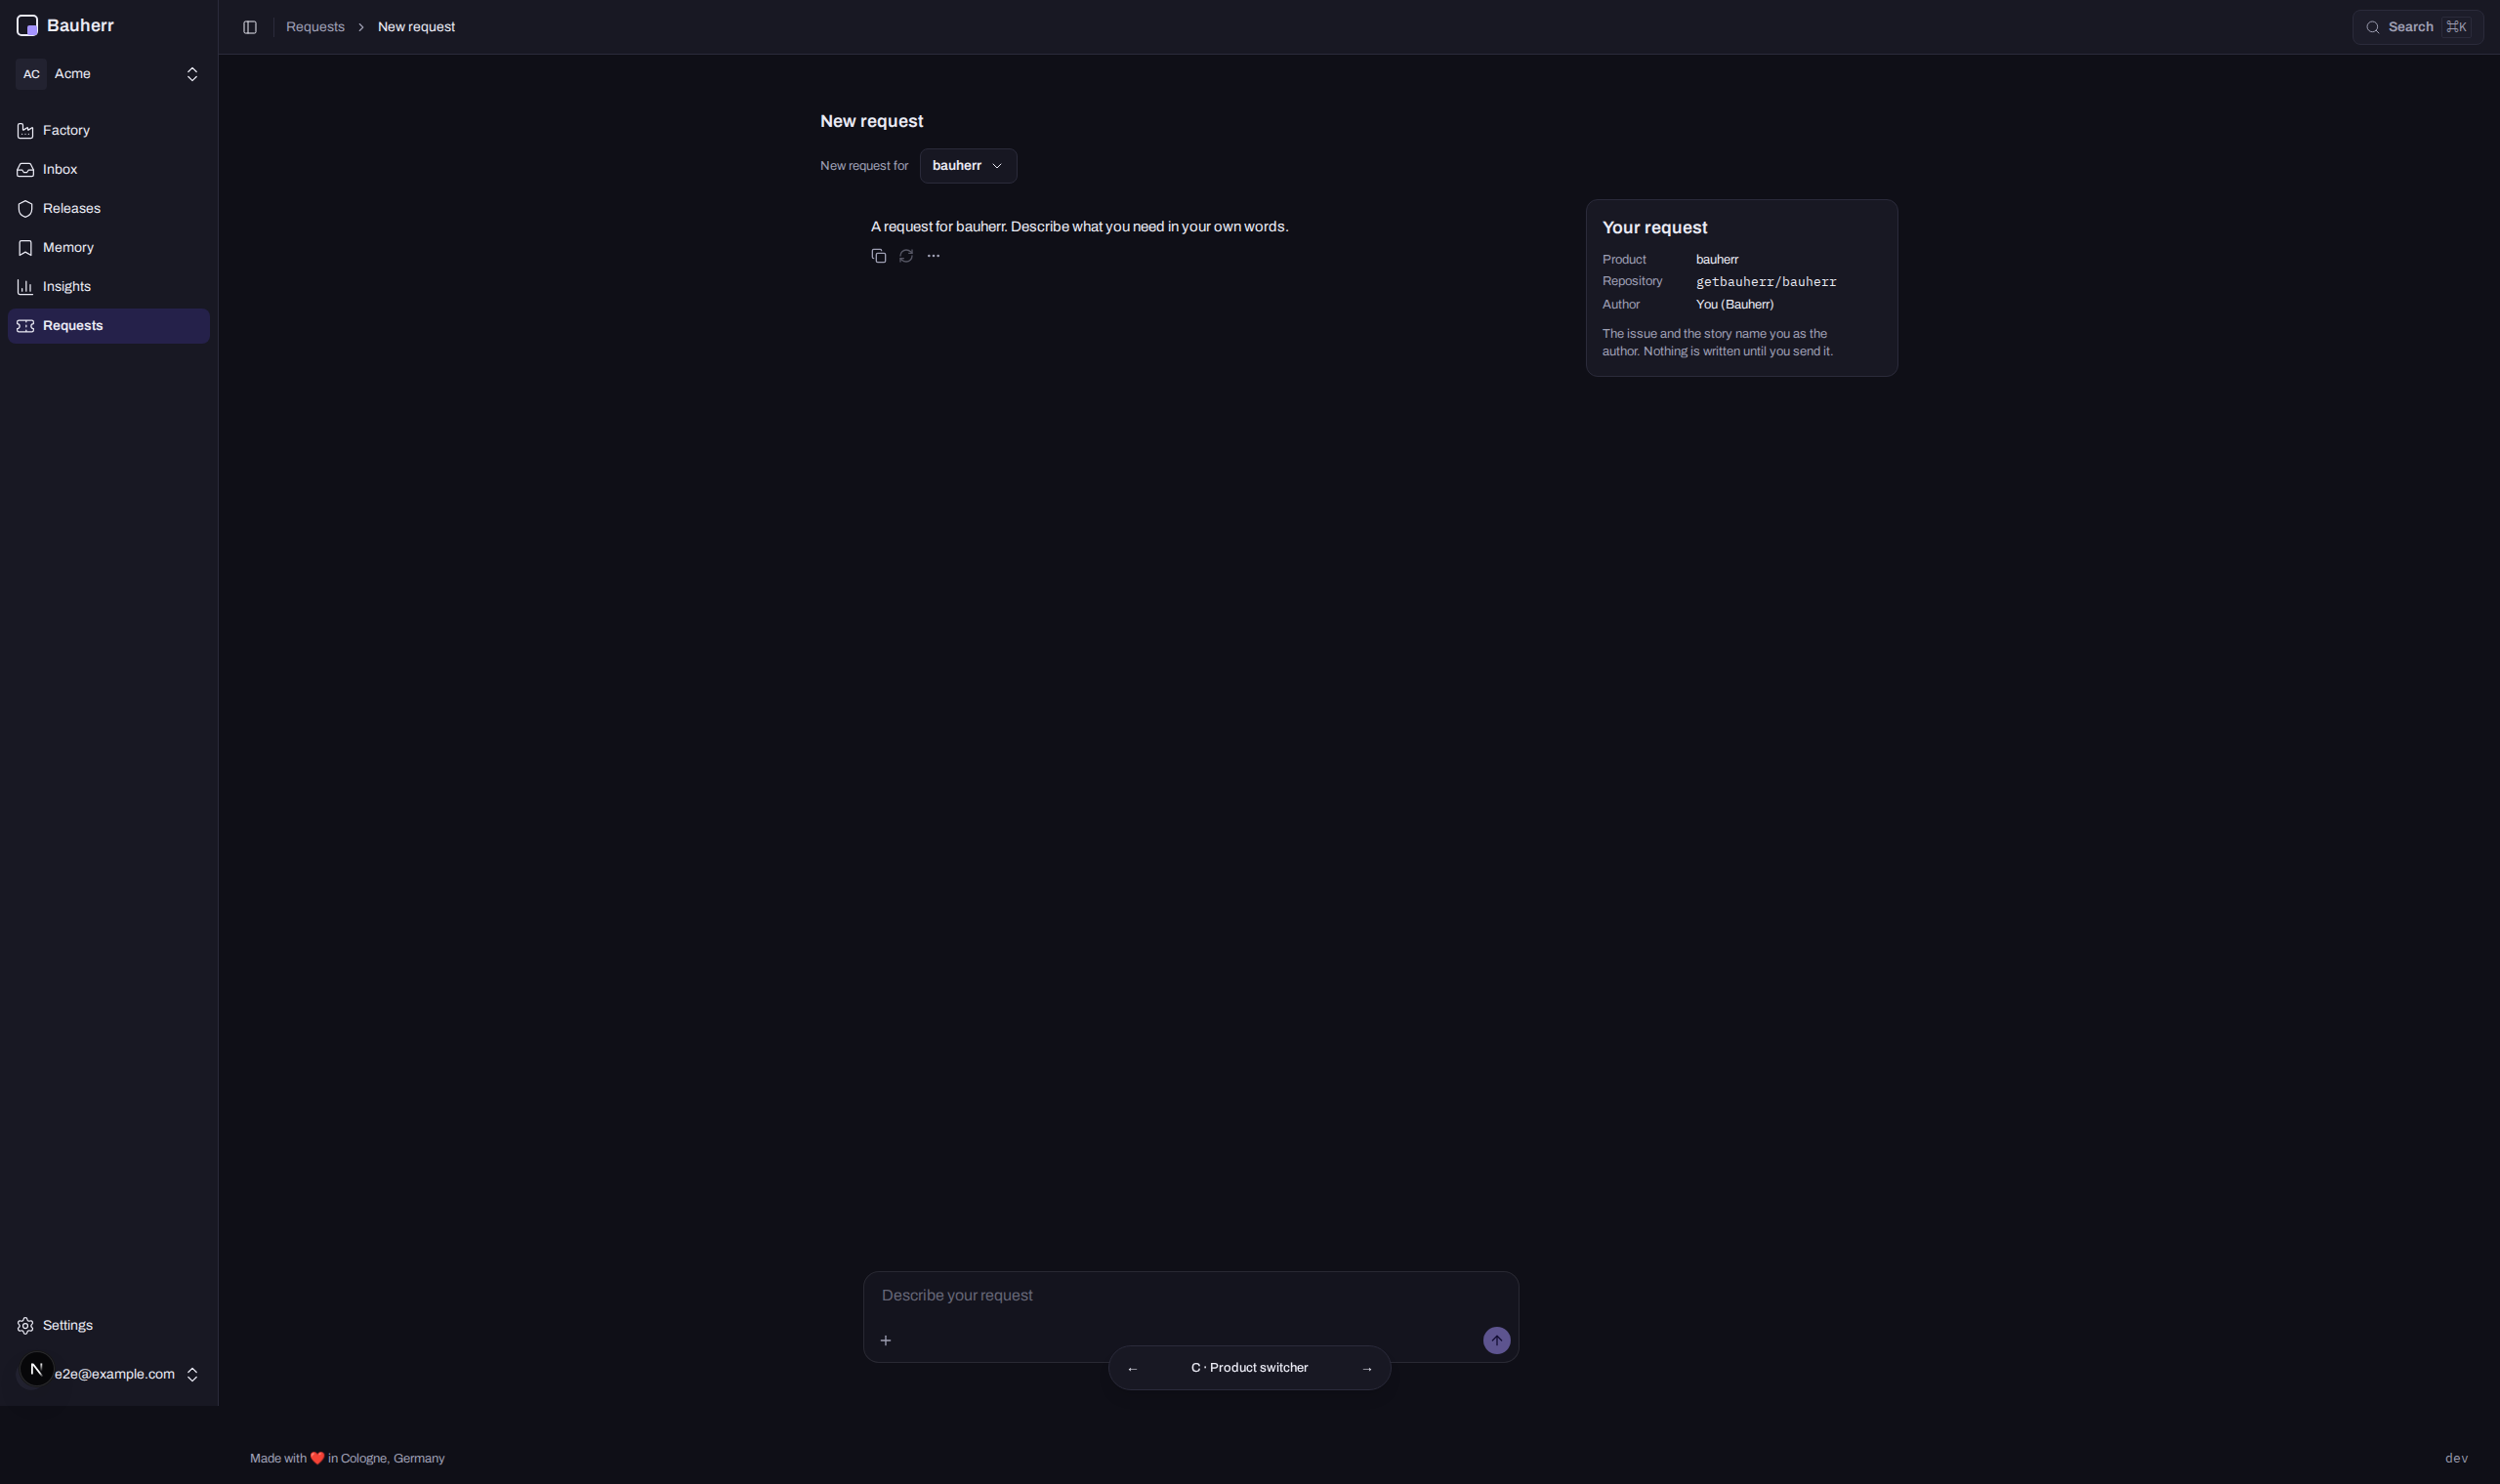 Bauherr
AC Acme
Factory
Inbox
Releases
Memory
Insights
Requests
Settings
N e2e@example.com
Requests > New request
Search ⌘K
New request
New request for bauherr
A request for bauherr. Describe what you need in your own words.
Your request
Product bauherr
Repository getbauherr/bauherr
Author You (Bauherr)
The issue and the story name you as the
author. Nothing is written until you send it.
Describe your request
← C · Product switcher →
Made with ❤️ in Cologne, Germany
dev